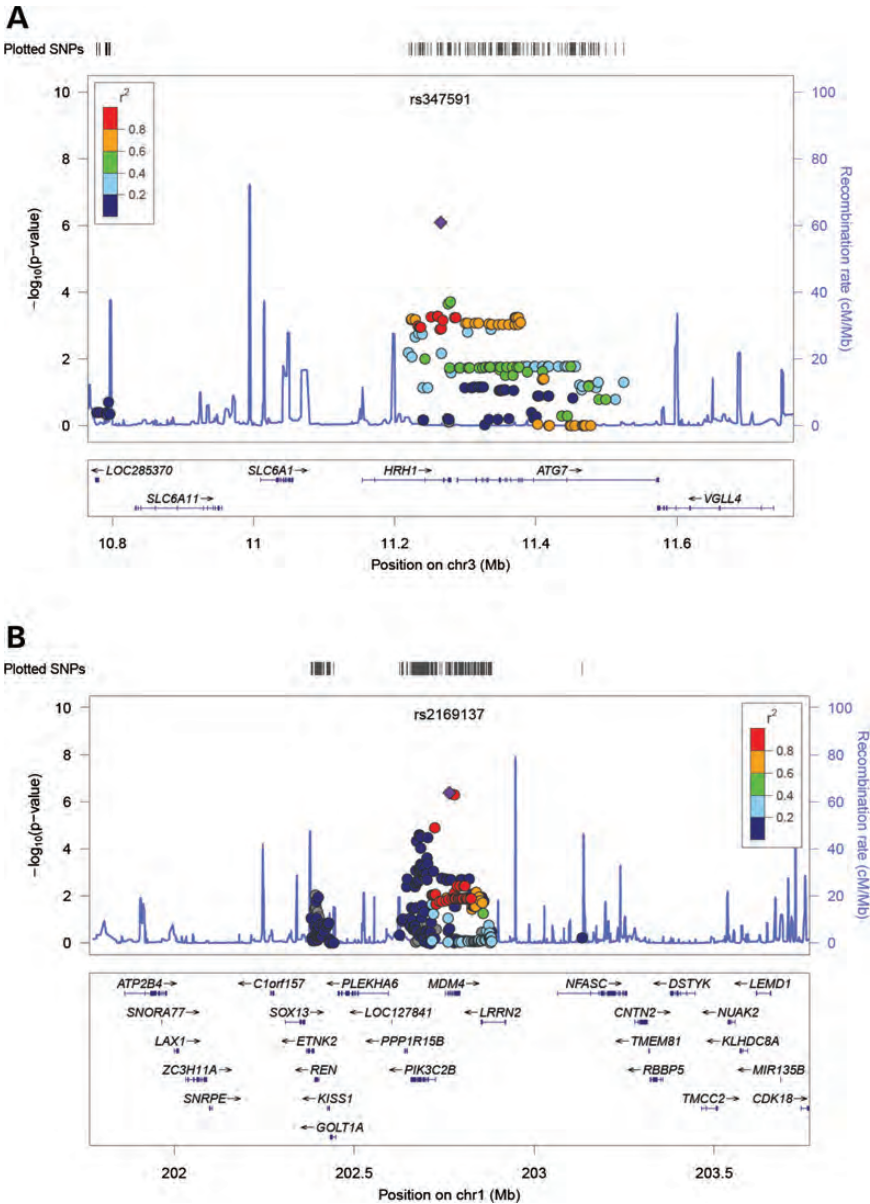 A
Plotted SNPs
rs347591
r²
0.8
0.6
0.4
0.2
10
8
6
4
2
0
−log₁₀(p−value)
100
80
60
40
20
0
Recombination rate (cM/Mb)
←LOC285370 SLC6A1→ HRH1→ ATG7→
SLC6A11→ ←VGLL4
10.8 11 11.2 11.4 11.6
Position on chr3 (Mb)
B
Plotted SNPs
rs2169137
r²
0.8
0.6
0.4
0.2
10
8
6
4
2
0
−log₁₀(p−value)
100
80
60
40
20
0
Recombination rate (cM/Mb)
ATP2B4→ ←C1orf157 ←PLEKHA6 MDM4→ NFASC→ ←DSTYK ←LEMD1
SNORA77→ SOX13→ ←LOC127841 ←LRRN2 CNTN2→ ←NUAK2
LAX1→ ←ETNK2 ←PPP1R15B ←TMEM81 ←KLHDC8A
ZC3H11A→ ←REN ←PIK3C2B ←RBBP5 ←MIR135B
SNRPE→ ←KISS1 TMCC2→ CDK18→
←GOLT1A
202 202.5 203 203.5
Position on chr1 (Mb)